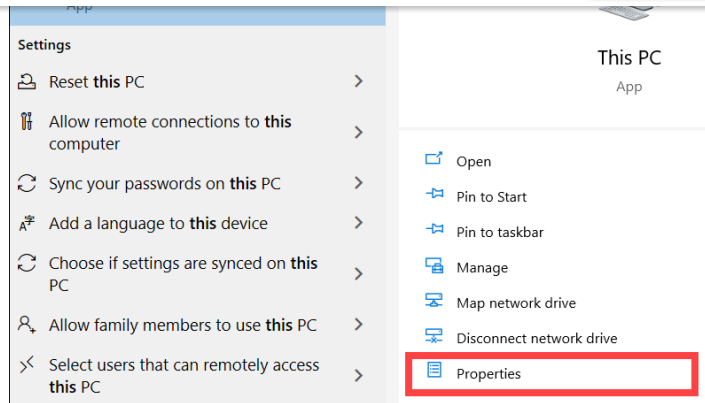 App
Settings
Reset this PC
Allow remote connections to this
computer
Sync your passwords on this PC
Add a language to this device
Choose if settings are synced on this
PC
Allow family members to use this PC
Select users that can remotely access
this PC
This PC
App
Open
Pin to Start
Pin to taskbar
Manage
Map network drive
Disconnect network drive
Properties